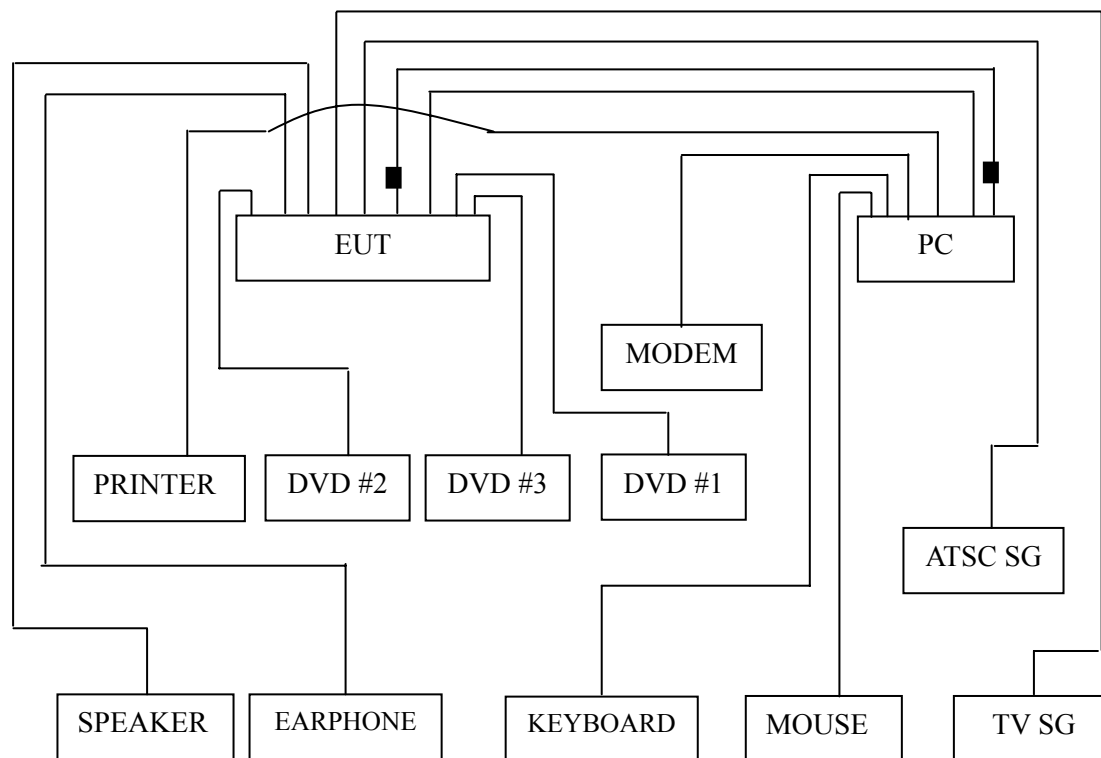 EUT
PC
MODEM
PRINTER
DVD #2
DVD #3
DVD #1
ATSC SG
SPEAKER
EARPHONE
KEYBOARD
MOUSE
TV SG